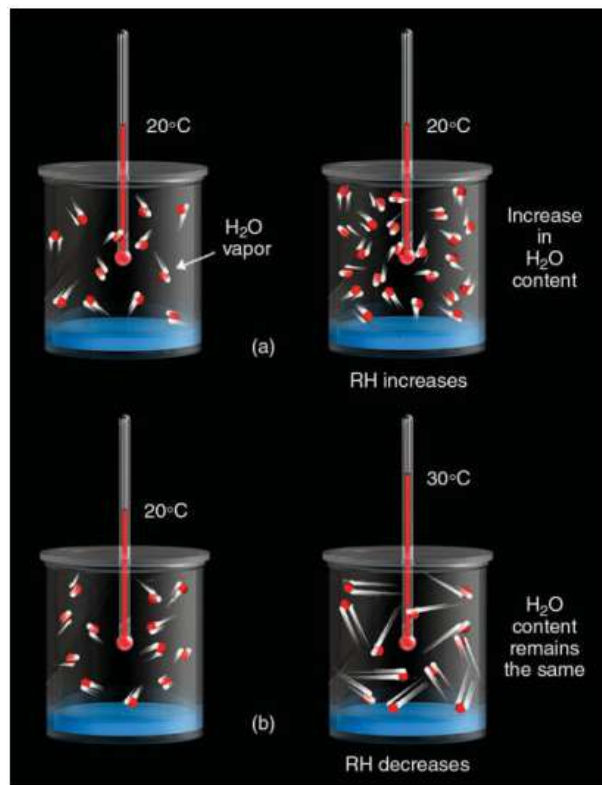 20°C
20°C
H₂O
vapor
Increase
in
H₂O
content
(a)
RH increases
20°C
30°C
H₂O
content
remains
the same
(b)
RH decreases